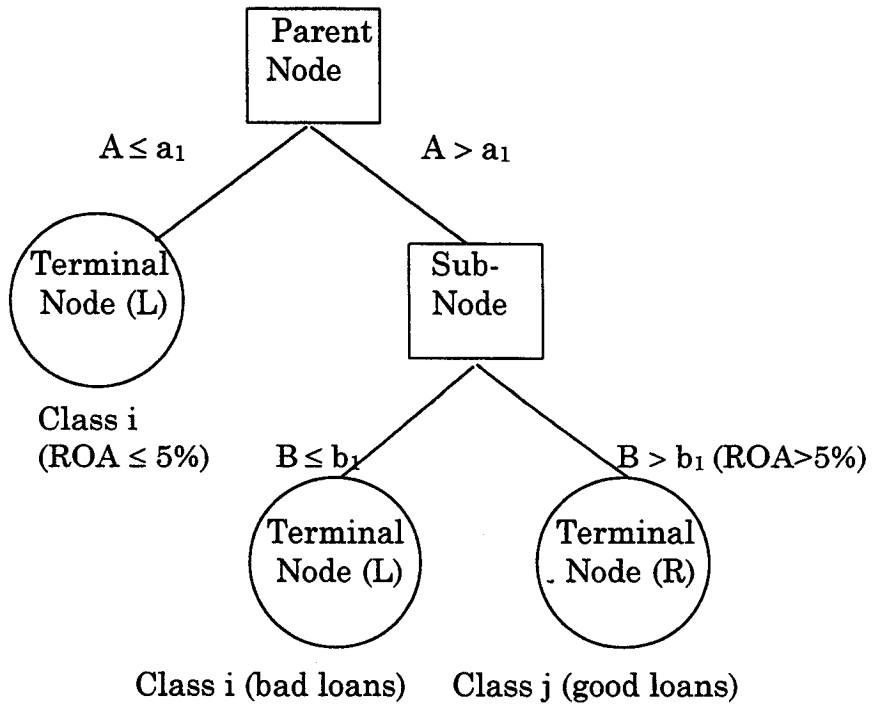 Parent
Node
A ≤ a₁
A > a₁
Terminal
Node (L)
Sub-
Node
Class i
(ROA ≤ 5%)
B ≤ b₁
B > b₁ (ROA>5%)
Terminal
Node (L)
Terminal
Node (R)
Class i (bad loans)
Class j (good loans)